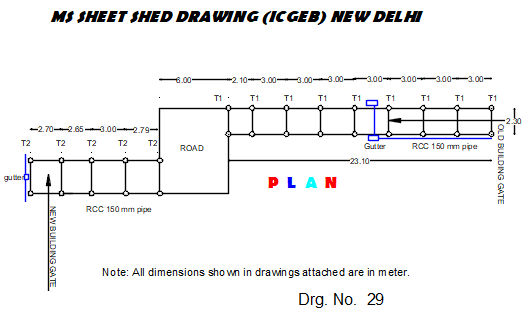 MS SHEET SHED DRAWING (ICGEB) NEW DELHI
6.00 2.10 3.00 3.00 3.00 3.00 3.00 3.00 3.00
T1 T1 T1 T1 T1 T1 T1 T1 T1
2.30
2.70 2.65 3.00 2.79
T2 T2 T2 T2 T2
ROAD
Gutter
RCC 150 mm pipe
OLD BUILDING GATE
23.10
gutter
PLAN
RCC 150 mm pipe
NEW BUILDING GATE
Note: All dimensions shown in drawings attached are in meter.
Drg. No. 29